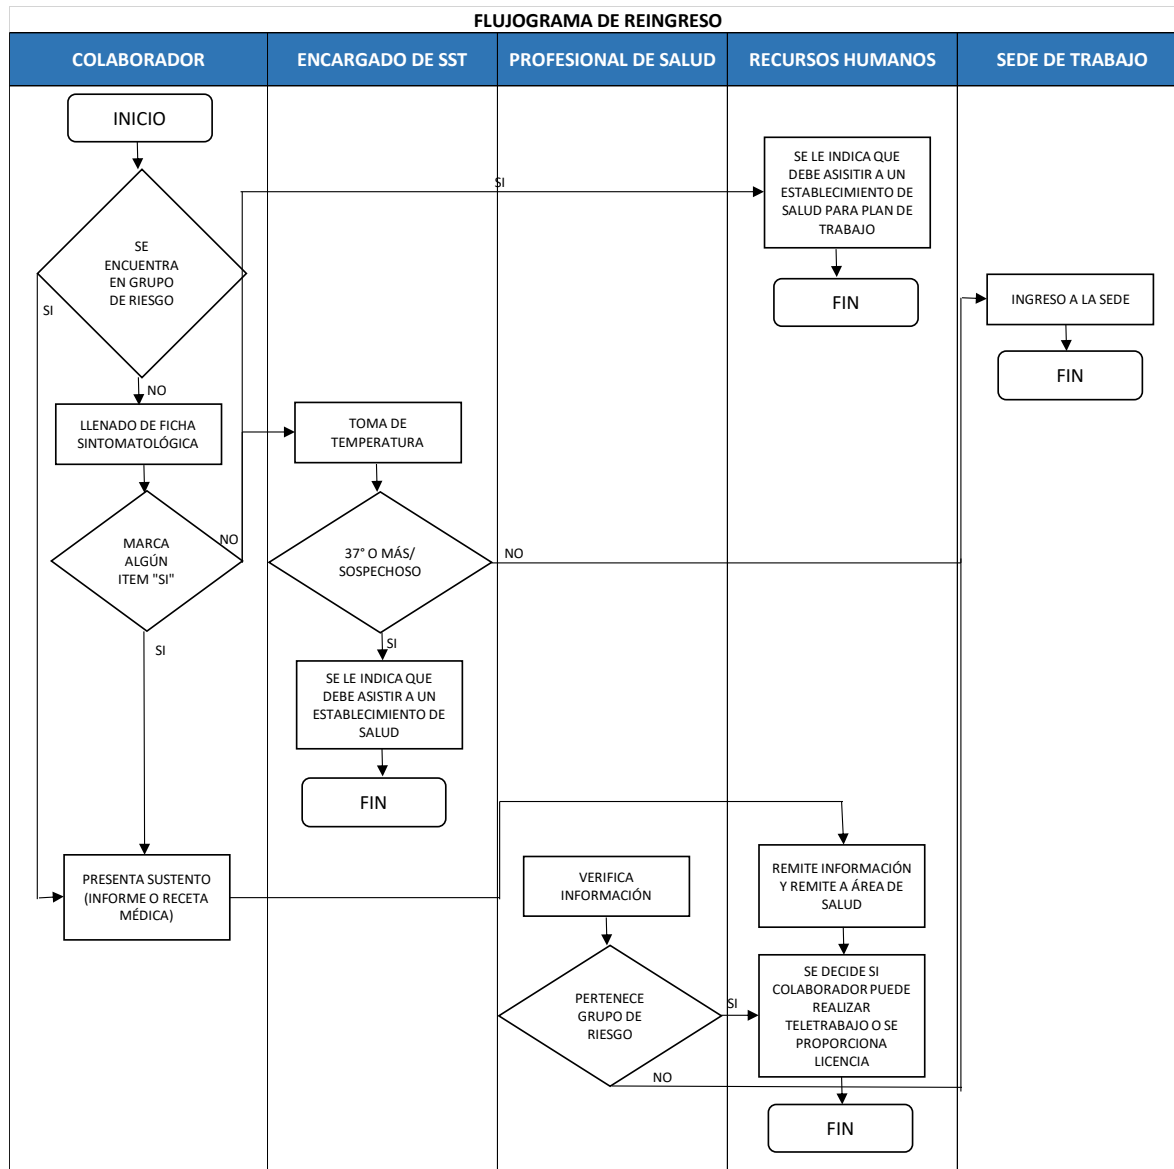 FLUJOGRAMA DE REINGRESO
COLABORADOR
ENCARGADO DE SST
PROFESIONAL DE SALUD
RECURSOS HUMANOS
SEDE DE TRABAJO
INICIO
SE
ENCUENTRA
EN GRUPO
DE RIESGO
SI
NO
SI
SE LE INDICA QUE
DEBE ASISITIR A UN
ESTABLECIMIENTO DE
SALUD PARA PLAN DE
TRABAJO
FIN
INGRESO A LA SEDE
FIN
LLENADO DE FICHA
SINTOMATOLÓGICA
TOMA DE
TEMPERATURA
MARCA
ALGÚN
ITEM "SI"
NO
SI
37° O MÁS/
SOSPECHOSO
NO
SI
SE LE INDICA QUE
DEBE ASISTIR A UN
ESTABLECIMIENTO DE
SALUD
FIN
PRESENTA SUSTENTO
(INFORME O RECETA
MÉDICA)
VERIFICA
INFORMACIÓN
REMITE INFORMACIÓN
Y REMITE A ÁREA DE
SALUD
PERTENECE
GRUPO DE
RIESGO
SI
NO
SE DECIDE SI
COLABORADOR PUEDE
REALIZAR
TELETRABAJO O SE
PROPORCIONA
LICENCIA
FIN